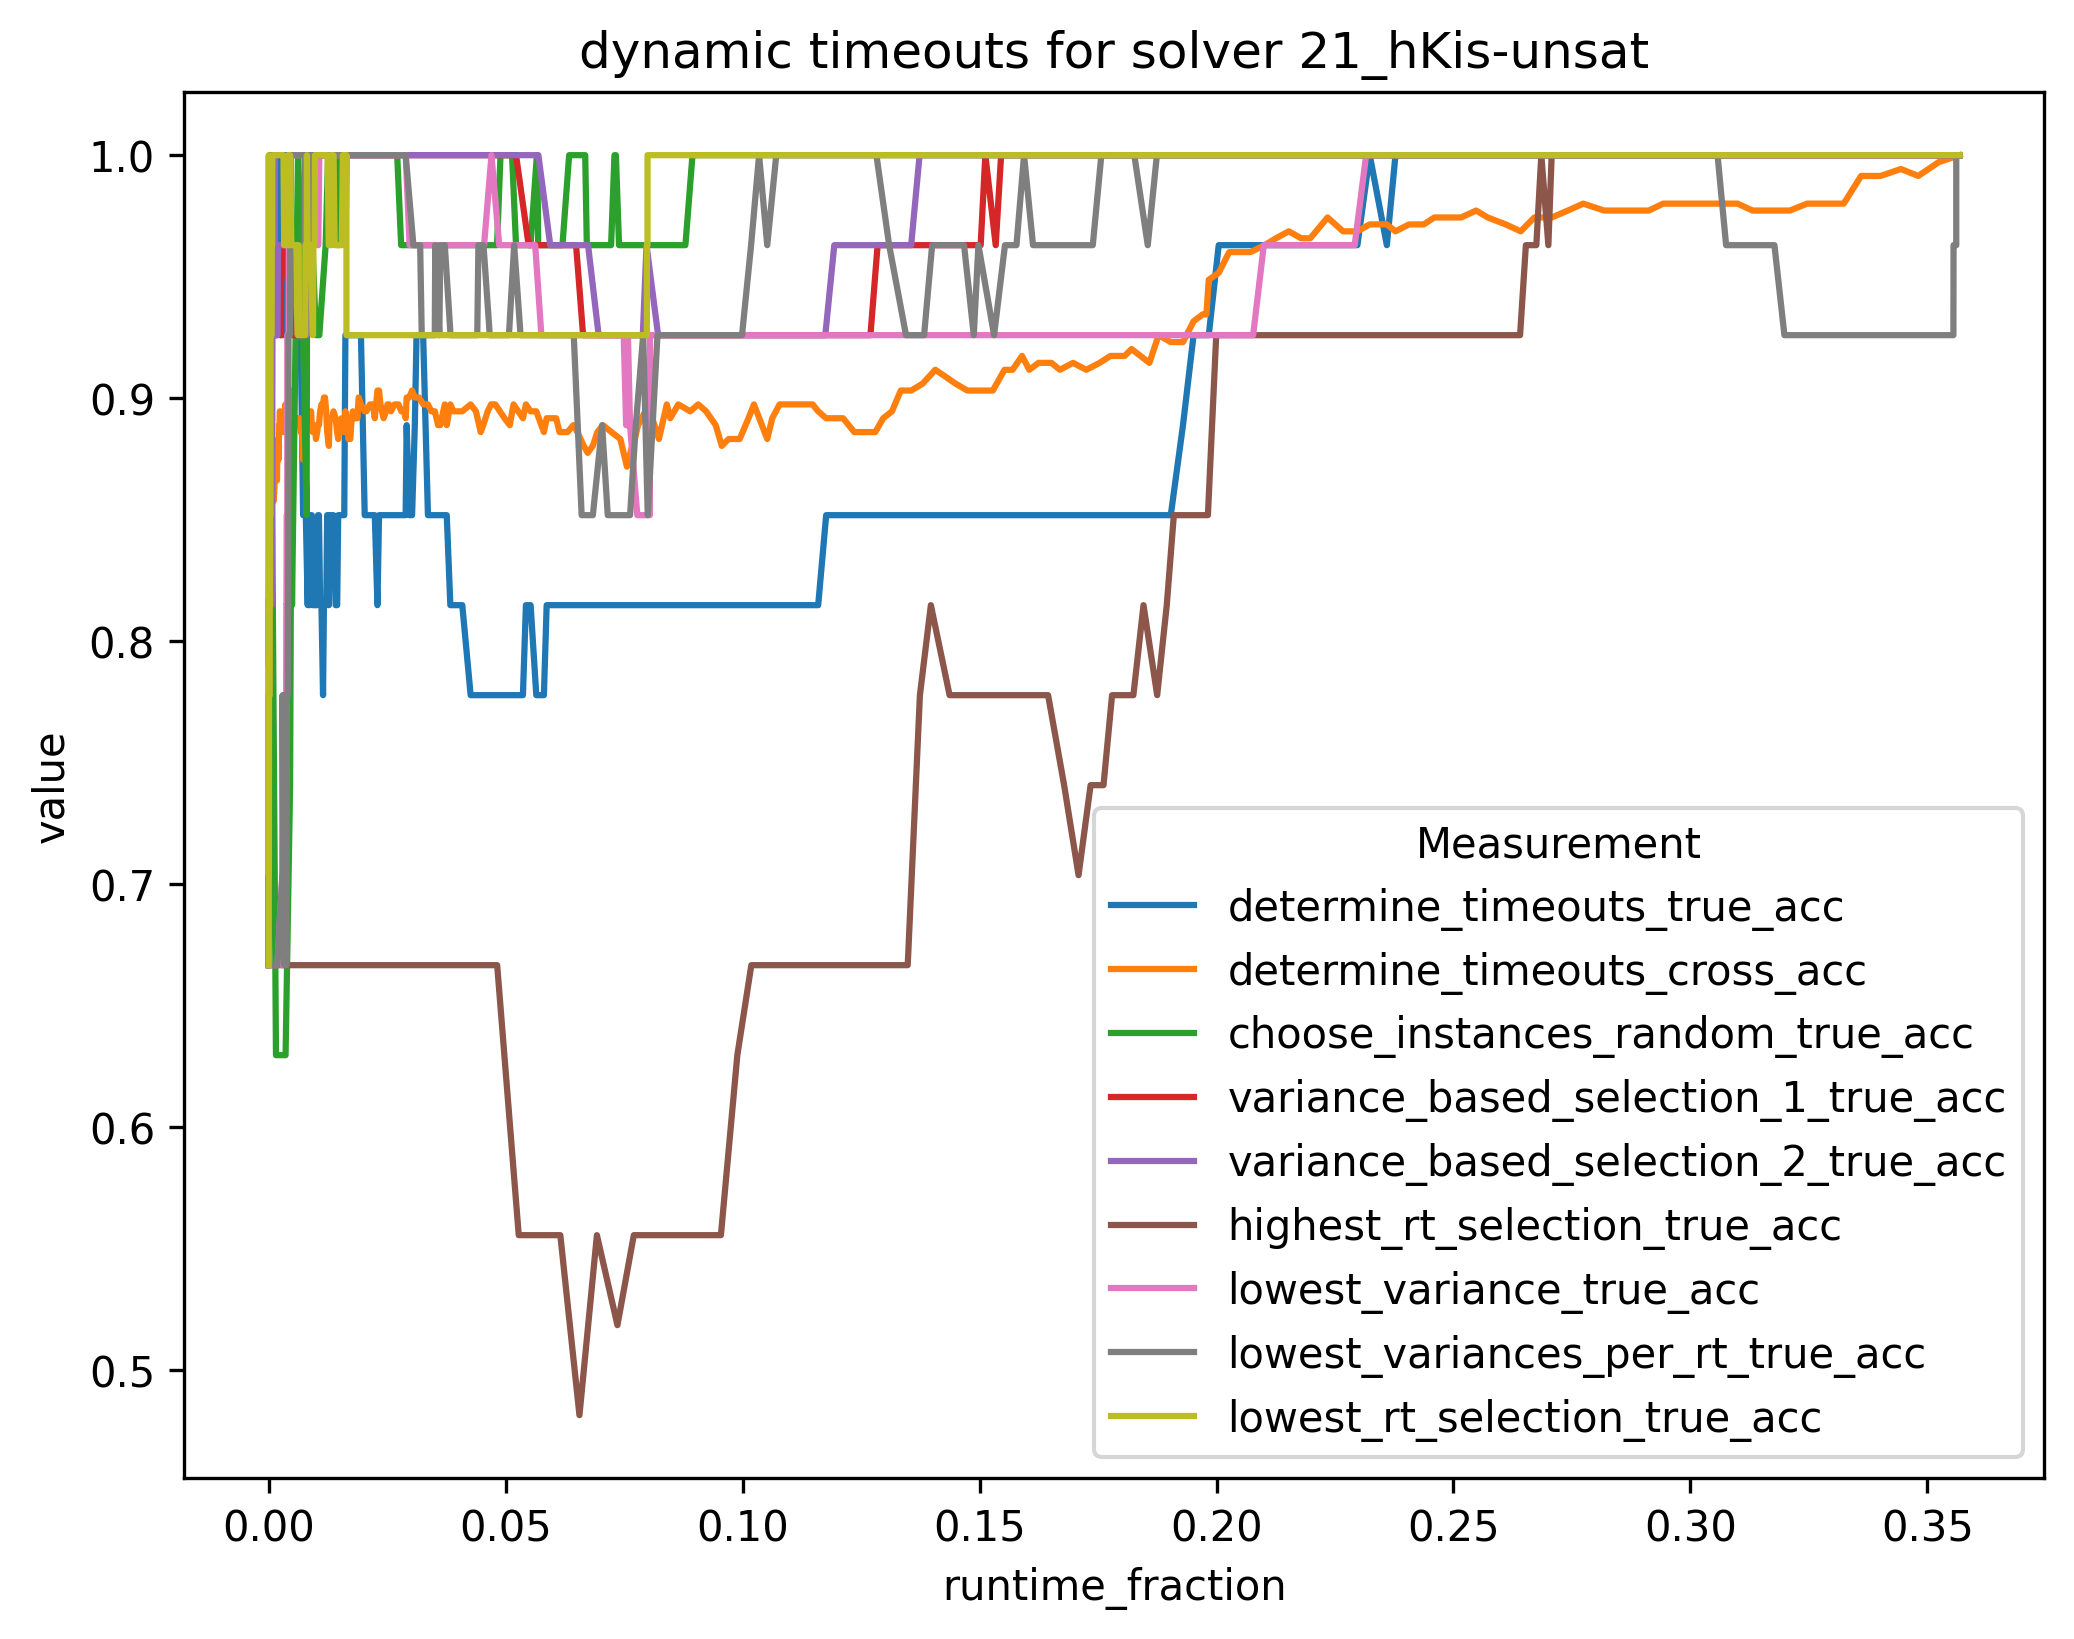 dynamic timeouts for solver 21_hKis-unsat
1.0
0.9
0.8
0.7
0.6
0.5
value
Measurement
determine_timeouts_true_acc
determine_timeouts_cross_acc
choose_instances_random_true_acc
variance_based_selection_1_true_acc
variance_based_selection_2_true_acc
highest_rt_selection_true_acc
lowest_variance_true_acc
lowest_variances_per_rt_true_acc
lowest_rt_selection_true_acc
0.00 0.05 0.10 0.15 0.20 0.25 0.30 0.35
runtime_fraction